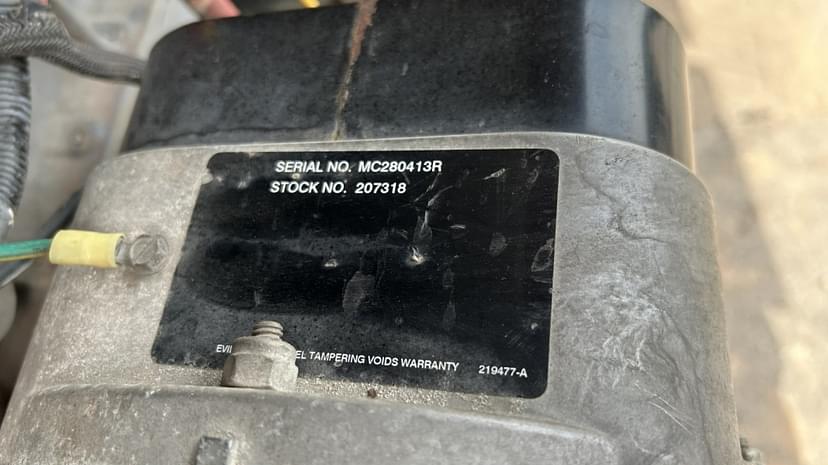 SERIAL NO. MC280413R
STOCK NO. 207318
TAMPERING VOIDS WARRANTY
219477-A